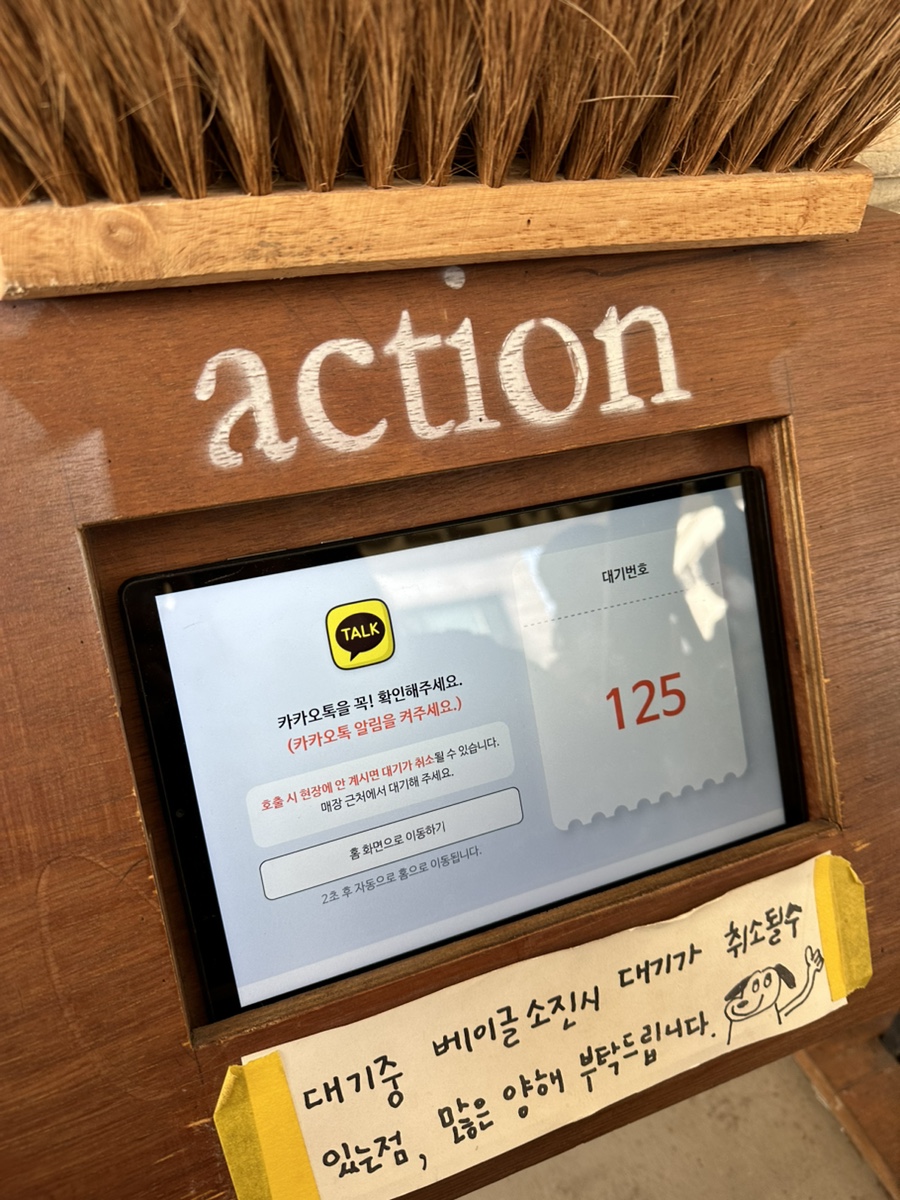 action
TALK
카카오톡을 꼭! 확인해주세요.
(카카오톡 알림을 켜주세요.)
호출 시 현장에 안 계시면 대기가 취소될 수 있습니다.
매장 근처에서 대기해 주세요.
홈 화면으로 이동하기
2초 후 자동으로 홈으로 이동됩니다.
대기번호
125
대기중 베이글 소진시 대기가 취소될수
있는점, 많은 양해 부탁드립니다.